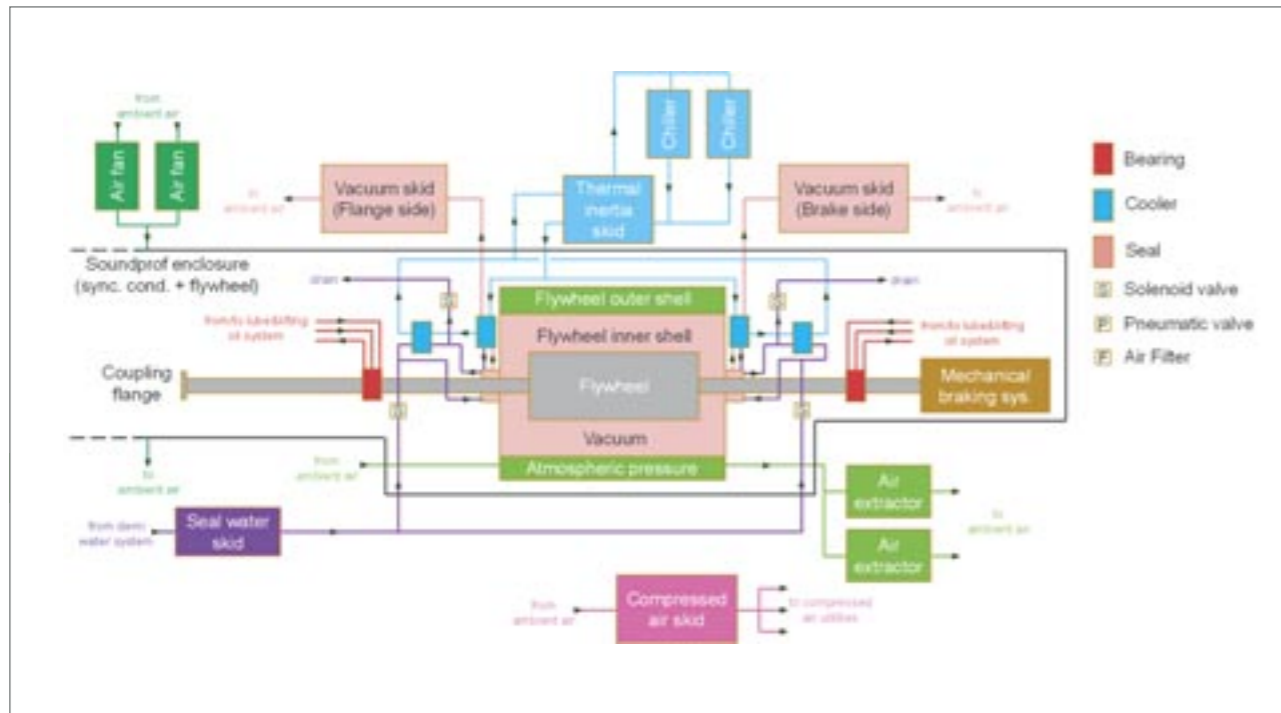 from
ambient air
Air fan
Air fan
to
ambient air
Vacuum skid
(Flange side)
Thermal
inertia
skid
Chiller
Chiller
Vacuum skid
(Brake side)
to
ambient air
Bearing
Cooler
Seal
S Solenoid valve
P Pneumatic valve
F Air Filter
Soundprof enclosure
(sync. cond. + flywheel)
drain
drain
Flywheel outer shell
Flywheel inner shell
from/to lube&lifting
oil system
from/to lube&lifting
oil system
Coupling
flange
Flywheel
Mechanical
braking sys.
Vacuum
Atmospheric pressure
to
ambient air
from
ambient air
from demi
water system
Seal water
skid
Air
extractor
Air
extractor
to
ambient air
from
ambient air
Compressed
air skid
to compressed
air utilities